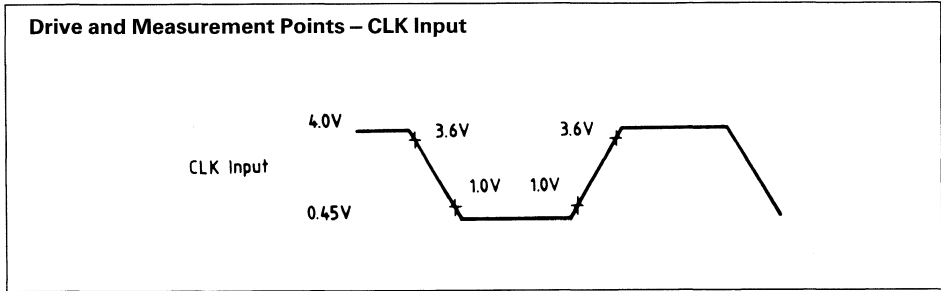 Drive and Measurement Points – CLK Input
4.0V
3.6V
3.6V
CLK Input
1.0V
1.0V
0.45V